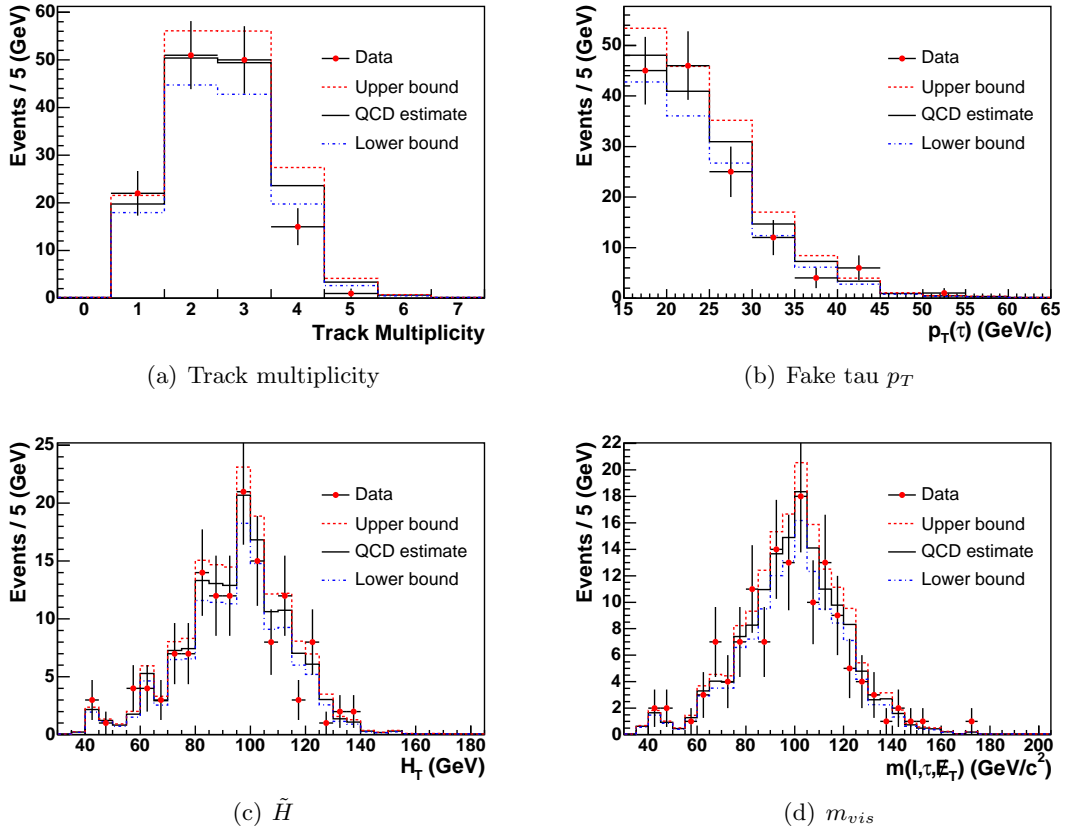 Events / 5 (GeV)
60
50
40
30
20
10
0
Data
Upper bound
QCD estimate
Lower bound
0 1 2 3 4 5 6 7
Track Multiplicity
(a) Track multiplicity
Events / 5 (GeV)
50
40
30
20
10
0
Data
Upper bound
QCD estimate
Lower bound
15 20 25 30 35 40 45 50 55 60 65
p_T(τ) (GeV/c)
(b) Fake tau p_T
Events / 5 (GeV)
25
20
15
10
5
0
Data
Upper bound
QCD estimate
Lower bound
40 60 80 100 120 140 160 180
H_T (GeV)
(c) H̃
Events / 5 (GeV)
22
20
18
16
14
12
10
8
6
4
2
0
Data
Upper bound
QCD estimate
Lower bound
40 60 80 100 120 140 160 180 200
m(l,τ,E̸_T) (GeV/c²)
(d) m_vis